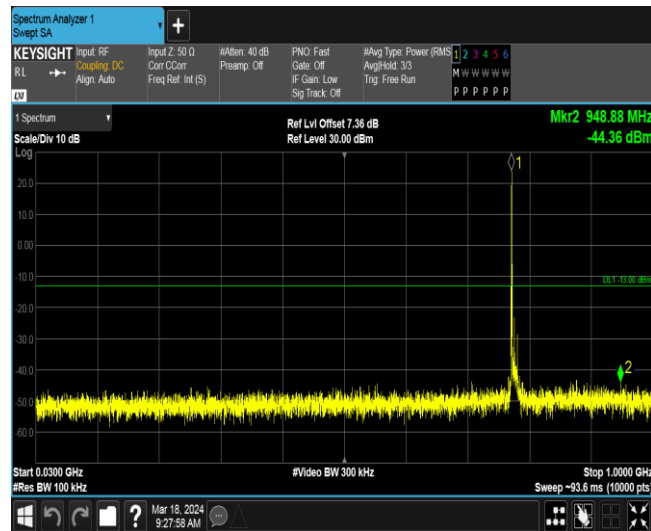 Spectrum Analyzer 1
Swept SA
KEYSIGHT
RL
LXI
Input: RF
Coupling: DC
Align: Auto
Input Z: 50 Ω
Corr CCorr
Freq Ref: Int (S)
#Atten: 40 dB
Preamp: Off
PNO: Fast
Gate: Off
IF Gain: Low
Sig Track: Off
#Avg Type: Power (RMS
Avg|Hold: 3/3
Trig: Free Run
1 2 3 4 5 6
M W W W W W
P P P P P P
1 Spectrum
Scale/Div 10 dB
Log
Ref Lvl Offset 7.36 dB
Ref Level 30.00 dBm
Mkr2 948.88 MHz
-44.36 dBm
1
20.0
10.0
0.00
-10.0
DL1 -13.00 dBm
-20.0
-30.0
-40.0
2
-50.0
-60.0
Start 0.0300 GHz
#Res BW 100 kHz
#Video BW 300 kHz
Stop 1.0000 GHz
Sweep ~93.6 ms (10000 pts)
?
Mar 18, 2024
9:27:58 AM